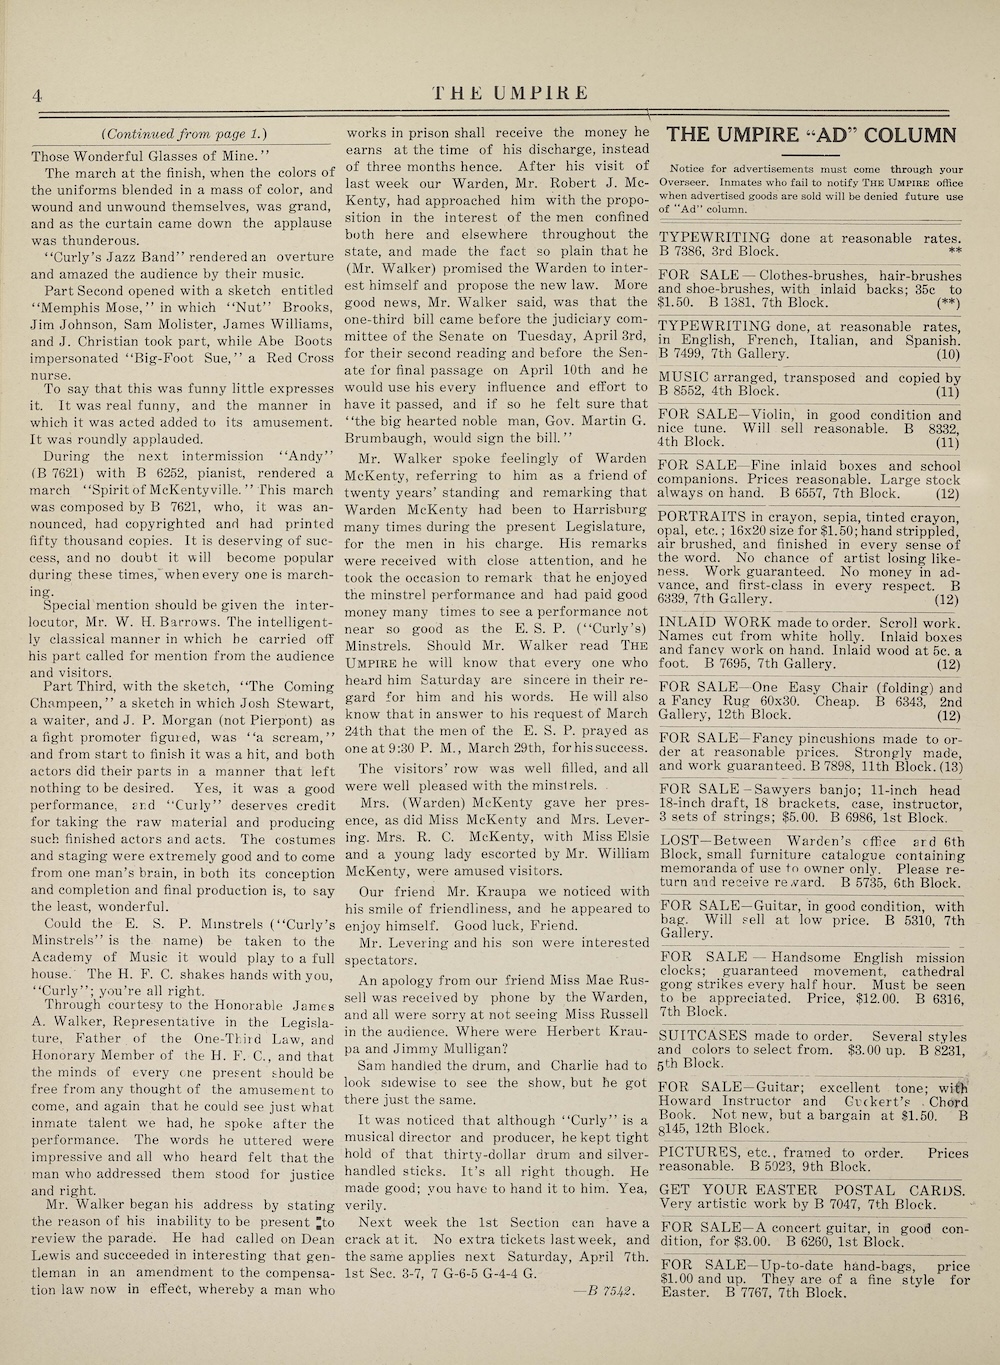 4
THE UMPIRE
(Continued from page 1.)
Those Wonderful Glasses of Mine."
The march at the finish, when the colors of
the uniforms blended in a mass of color, and
wound and unwound themselves, was grand,
and as the curtain came down the applause
was thunderous.
"Curly's Jazz Band" rendered an overture
and amazed the audience by their music.
Part Second opened with a sketch entitled
"Memphis Mose," in which "Nut" Brooks,
Jim Johnson, Sam Molister, James Williams,
and J. Christian took part, while Abe Boots
impersonated "Big-Foot Sue," a Red Cross
nurse.
To say that this was funny little expresses
it. It was real funny, and the manner in
which it was acted added to its amusement.
It was roundly applauded.
During the next intermission "Andy"
(B 7621) with B 6252, pianist, rendered a
march "Spirit of McKentyville." This march
was composed by B 7621, who, it was an-
nounced, had copyrighted and had printed
fifty thousand copies. It is deserving of suc-
cess, and no doubt it will become popular
during these times, when every one is march-
ing.
Special mention should be given the inter-
locutor, Mr. W. H. Barrows. The intelligent-
ly classical manner in which he carried off
his part called for mention from the audience
and visitors.
Part Third, with the sketch, "The Coming
Champeen," a sketch in which Josh Stewart,
a waiter, and J. P. Morgan (not Pierpont) as
a fight promoter figured, was "a scream,"
and from start to finish it was a hit, and both
actors did their parts in a manner that left
nothing to be desired. Yes, it was a good
performance, and "Curly" deserves credit
for taking the raw material and producing
such finished actors and acts. The costumes
and staging were extremely good and to come
from one man's brain, in both its conception
and completion and final production is, to say
the least, wonderful.
Could the E. S. P. Minstrels ("Curly's
Minstrels" is the name) be taken to the
Academy of Music it would play to a full
house. The H. F. C. shakes hands with you,
"Curly"; you're all right.
Through courtesy to the Honorable James
A. Walker, Representative in the Legisla-
ture, Father of the One-Third Law, and
Honorary Member of the H. F. C., and that
the minds of every one present should be
free from any thought of the amusement to
come, and again that he could see just what
inmate talent we had, he spoke after the
performance. The words he uttered were
impressive and all who heard felt that the
man who addressed them stood for justice
and right.
Mr. Walker began his address by stating
the reason of his inability to be present to
review the parade. He had called on Dean
Lewis and succeeded in interesting that gen-
tleman in an amendment to the compensa-
tion law now in effect, whereby a man who
works in prison shall receive the money he
earns at the time of his discharge, instead
of three months hence. After his visit of
last week our Warden, Mr. Robert J. Mc-
Kenty, had approached him with the propo-
sition in the interest of the men confined
both here and elsewhere throughout the
state, and made the fact so plain that he
(Mr. Walker) promised the Warden to inter-
est himself and propose the new law. More
good news, Mr. Walker said, was that the
one-third bill came before the judiciary com-
mittee of the Senate on Tuesday, April 3rd,
for their second reading and before the Sen-
ate for final passage on April 10th and he
would use his every influence and effort to
have it passed, and if so he felt sure that
"the big hearted noble man, Gov. Martin G.
Brumbaugh, would sign the bill."
Mr. Walker spoke feelingly of Warden
McKenty, referring to him as a friend of
twenty years' standing and remarking that
Warden McKenty had been to Harrisburg
many times during the present Legislature,
for the men in his charge. His remarks
were received with close attention, and he
took the occasion to remark that he enjoyed
the minstrel performance and had paid good
money many times to see a performance not
near so good as the E. S. P. ("Curly's)
Minstrels. Should Mr. Walker read THE
UMPIRE he will know that every one who
heard him Saturday are sincere in their re-
gard for him and his words. He will also
know that in answer to his request of March
24th that the men of the E. S. P. prayed as
one at 9:30 P. M., March 29th, for his success.
The visitors' row was well filled, and all
were well pleased with the minstrels.
Mrs. (Warden) McKenty gave her pres-
ence, as did Miss McKenty and Mrs. Lever-
ing. Mrs. R. C. McKenty, with Miss Elsie
and a young lady escorted by Mr. William
McKenty, were amused visitors.
Our friend Mr. Kraupa we noticed with
his smile of friendliness, and he appeared to
enjoy himself. Good luck, Friend.
Mr. Levering and his son were interested
spectators.
An apology from our friend Miss Mae Rus-
sell was received by phone by the Warden,
and all were sorry at not seeing Miss Russell
in the audience. Where were Herbert Krau-
pa and Jimmy Mulligan?
Sam handled the drum, and Charlie had to
look sidewise to see the show, but he got
there just the same.
It was noticed that although "Curly" is a
musical director and producer, he kept tight
hold of that thirty-dollar drum and silver-
handled sticks. It's all right though. He
made good; you have to hand it to him. Yea,
verily.
Next week the 1st Section can have a
crack at it. No extra tickets last week, and
the same applies next Saturday, April 7th.
1st Sec. 3-7, 7 G-6-5 G-4-4 G.
—B 7542.
THE UMPIRE "AD" COLUMN
Notice for advertisements must come through your
Overseer. Inmates who fail to notify THE UMPIRE office
when advertised goods are sold will be denied future use
of "Ad" column.
TYPEWRITING done at reasonable rates.
B 7386, 3rd Block. **
FOR SALE—Clothes-brushes, hair-brushes
and shoe-brushes, with inlaid backs; 35c to
$1.50. B 1381, 7th Block. (**)
TYPEWRITING done, at reasonable rates,
in English, French, Italian, and Spanish.
B 7499, 7th Gallery. (10)
MUSIC arranged, transposed and copied by
B 8552, 4th Block. (11)
FOR SALE—Violin, in good condition and
nice tune. Will sell reasonable. B 8332,
4th Block. (11)
FOR SALE—Fine inlaid boxes and school
companions. Prices reasonable. Large stock
always on hand. B 6557, 7th Block. (12)
PORTRAITS in crayon, sepia, tinted crayon,
opal, etc.; 16x20 size for $1.50; hand strippled,
air brushed, and finished in every sense of
the word. No chance of artist losing like-
ness. Work guaranteed. No money in ad-
vance, and first-class in every respect. B
6339, 7th Gallery. (12)
INLAID WORK made to order. Scroll work.
Names cut from white holly. Inlaid boxes
and fancy work on hand. Inlaid wood at 5c. a
foot. B 7695, 7th Gallery. (12)
FOR SALE—One Easy Chair (folding) and
a Fancy Rug 60x30. Cheap. B 6343, 2nd
Gallery, 12th Block. (12)
FOR SALE—Fancy pincushions made to or-
der at reasonable prices. Strongly made,
and work guaranteed. B 7898, 11th Block. (13)
FOR SALE—Sawyers banjo; 11-inch head
18-inch draft, 18 brackets, case, instructor,
3 sets of strings; $5.00. B 6986, 1st Block.
LOST—Between Warden's office and 6th
Block, small furniture catalogue containing
memoranda of use to owner only. Please re-
turn and receive reward. B 5735, 6th Block.
FOR SALE—Guitar, in good condition, with
bag. Will sell at low price. B 5310, 7th
Gallery.
FOR SALE — Handsome English mission
clocks; guaranteed movement, cathedral
gong strikes every half hour. Must be seen
to be appreciated. Price, $12.00. B 6316,
7th Block.
SUITCASES made to order. Several styles
and colors to select from. $3.00 up. B 8231,
5th Block.
FOR SALE—Guitar; excellent tone; with
Howard Instructor and Guckert's Chord
Book. Not new, but a bargain at $1.50. B
8145, 12th Block.
PICTURES, etc., framed to order. Prices
reasonable. B 5923, 9th Block.
GET YOUR EASTER POSTAL CARDS.
Very artistic work by B 7047, 7th Block.
FOR SALE—A concert guitar, in good con-
dition, for $3.00. B 6260, 1st Block.
FOR SALE—Up-to-date hand-bags, price
$1.00 and up. They are of a fine style for
Easter. B 7767, 7th Block.